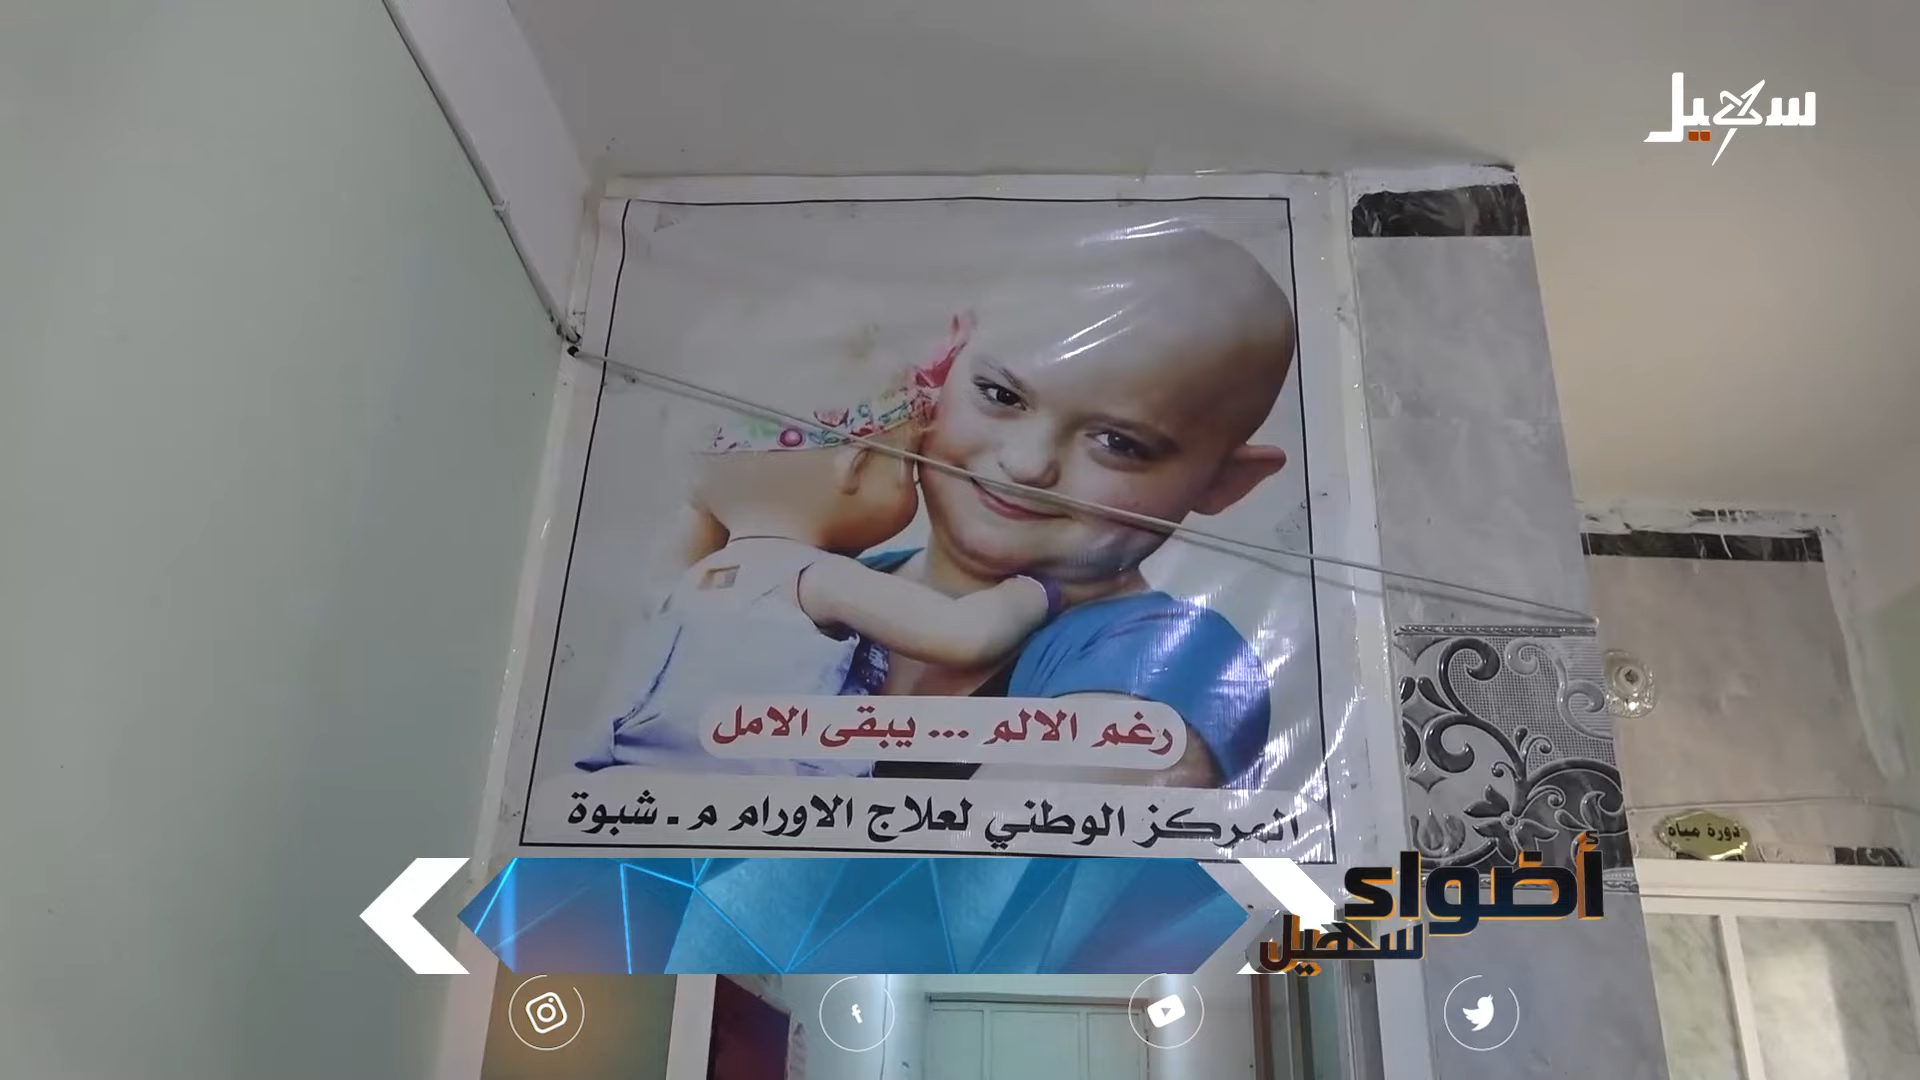 سهيل
رغم الالم ... يبقى الامل
المركز الوطني لعلاج الاورام م - شبوة
دورة مياه
أضواء
سهيل